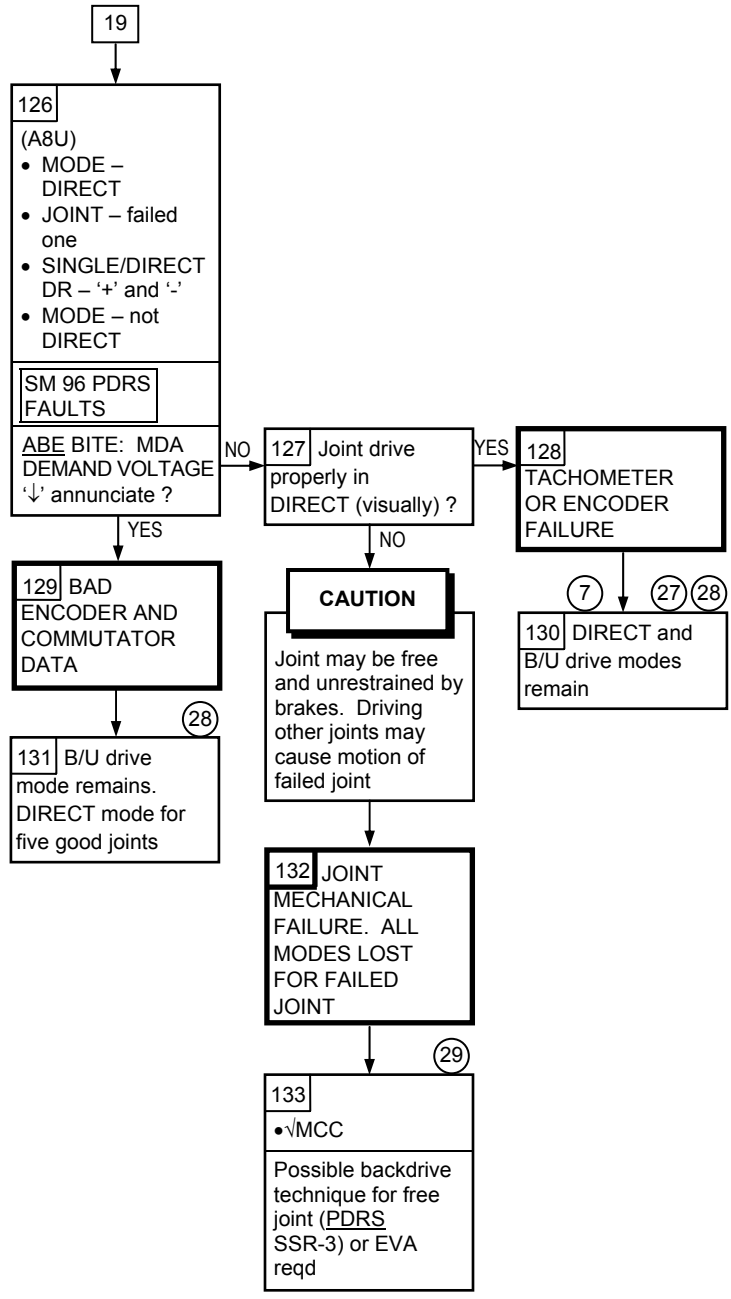 19
126
(A8U)
• MODE –
DIRECT
• JOINT – failed
one
• SINGLE/DIRECT
DR – ‘+’ and ‘-’
• MODE – not
DIRECT
SM 96 PDRS
FAULTS
ABE BITE: MDA
DEMAND VOLTAGE
‘↓’ annunciate ?
NO
YES
127 Joint drive
properly in
DIRECT (visually) ?
YES
NO
128
TACHOMETER
OR ENCODER
FAILURE
7
27
28
130 DIRECT and
B/U drive modes
remain
129 BAD
ENCODER AND
COMMUTATOR
DATA
28
131 B/U drive
mode remains.
DIRECT mode for
five good joints
CAUTION
Joint may be free
and unrestrained by
brakes. Driving
other joints may
cause motion of
failed joint
132 JOINT
MECHANICAL
FAILURE. ALL
MODES LOST
FOR FAILED
JOINT
29
133
•√MCC
Possible backdrive
technique for free
joint (PDRS
SSR-3) or EVA
reqd